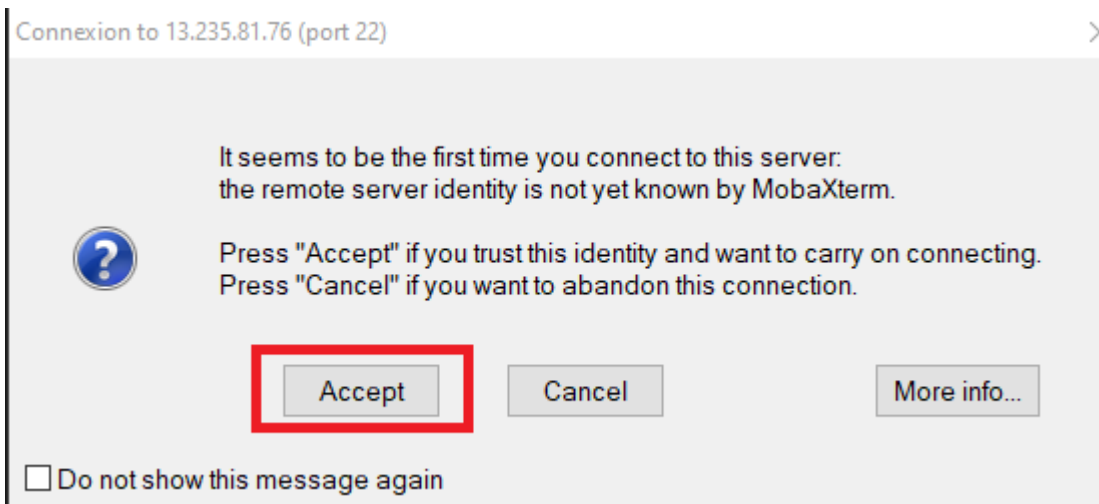 Connexion to 13.235.81.76 (port 22)
It seems to be the first time you connect to this server:
the remote server identity is not yet known by MobaXterm.
Press "Accept" if you trust this identity and want to carry on connecting.
Press "Cancel" if you want to abandon this connection.
Accept
Cancel
More info...
Do not show this message again